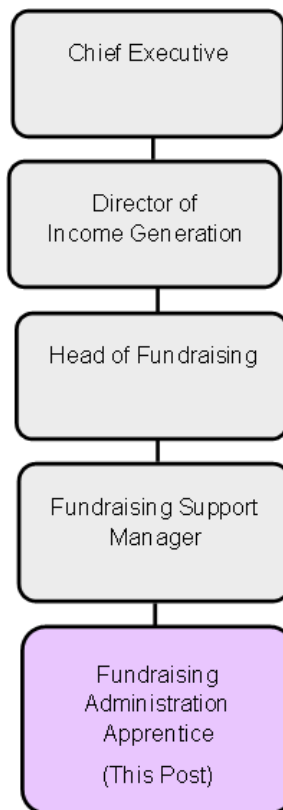 Chief Executive
Director of
Income Generation
Head of Fundraising
Fundraising Support
Manager
Fundraising
Administration
Apprentice
(This Post)